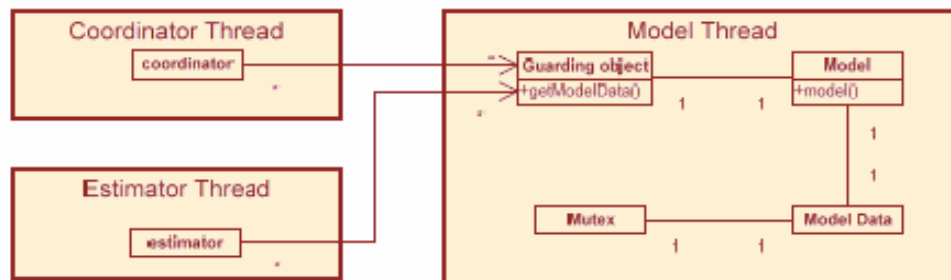 Coordinator Thread
coordinator
*
Estimator Thread
estimator
*
Model Thread
*
Guarding object
+getModelData()
*
1
1
Model
+model()
1
1
Mutex
1
1
Model Data